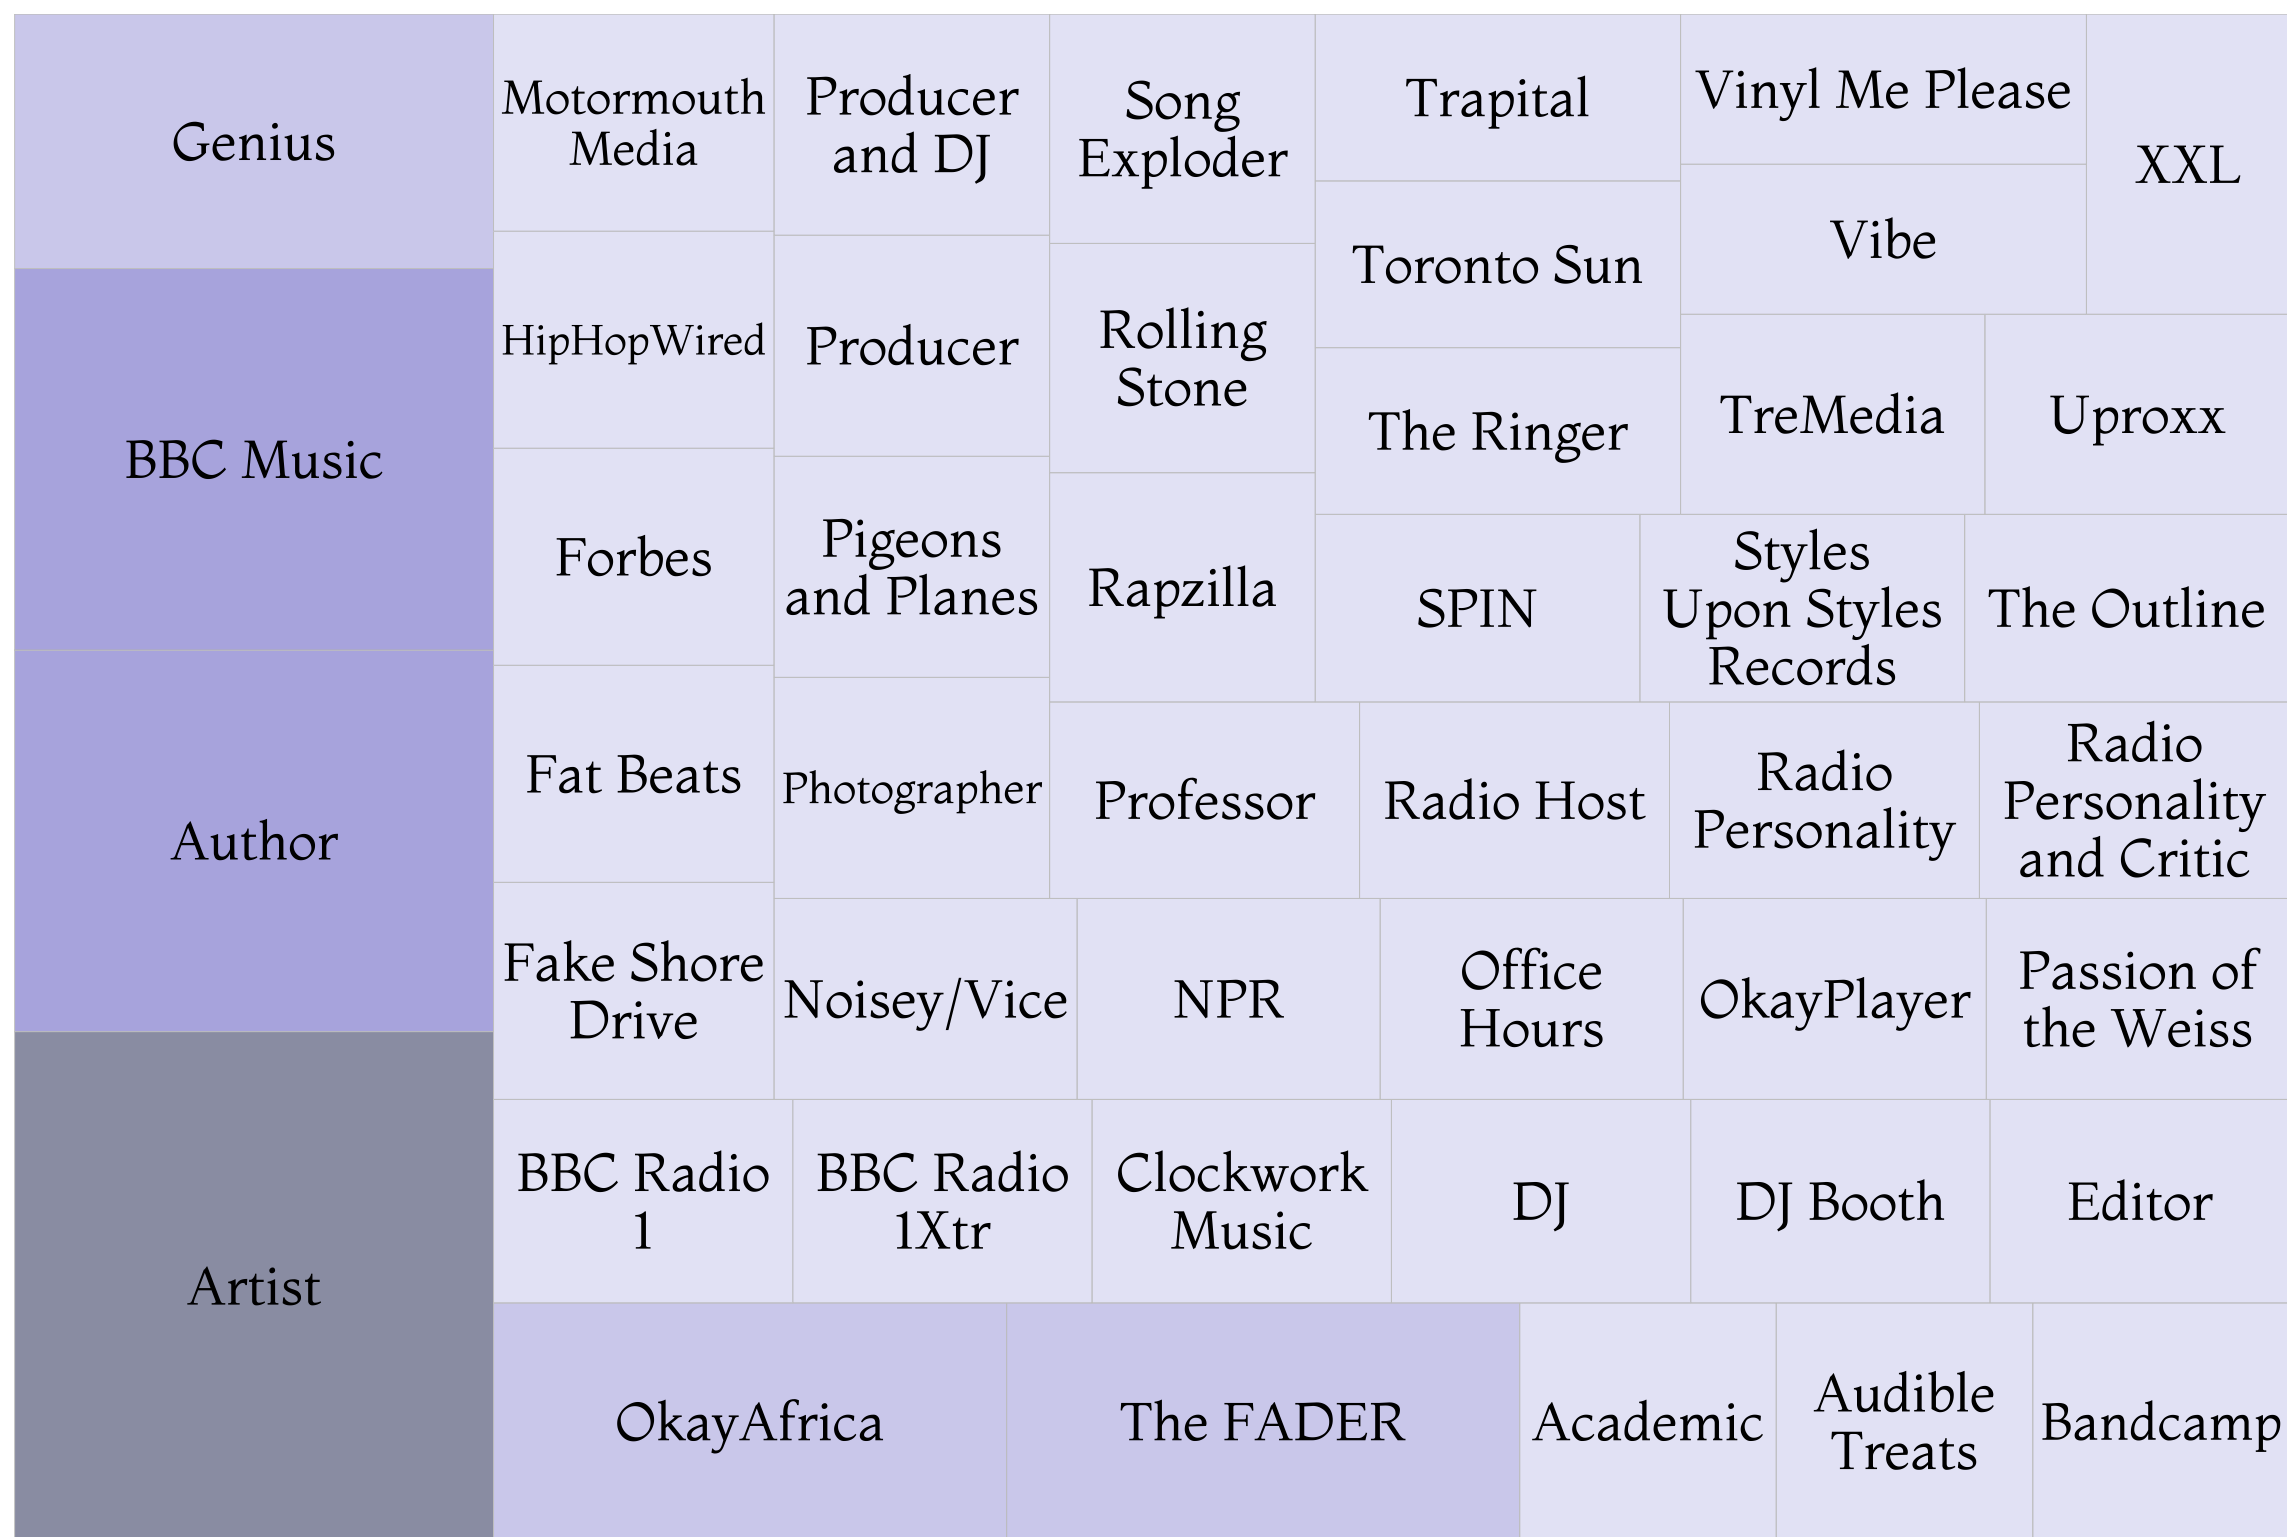 Genius
BBC Music
Author
Artist
Motormouth
Media
HipHopWired
Forbes
Fat Beats
Fake Shore
Drive
Producer
and DJ
Producer
Pigeons
and Planes
Photographer
Song
Exploder
Rolling
Stone
Rapzilla
Trapital
Toronto Sun
The Ringer
Vinyl Me Please
Vibe
XXL
TreMedia
Uproxx
SPIN
Styles
Upon Styles
Records
The Outline
Professor
Radio Host
Radio
Personality
Radio
Personality
and Critic
Noisey/Vice
NPR
Office
Hours
OkayPlayer
Passion of
the Weiss
BBC Radio
1
BBC Radio
1Xtr
Clockwork
Music
DJ
DJ Booth
Editor
OkayAfrica
The FADER
Academic
Audible
Treats
Bandcamp